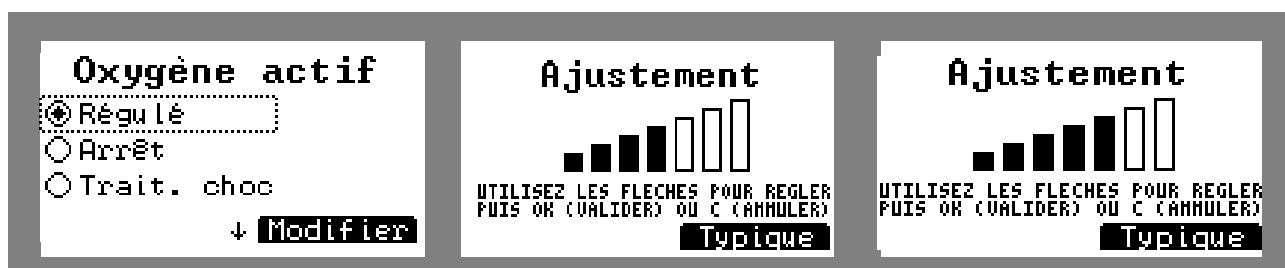 Oxygène actif
Régulé
Arrêt
Trait. choc
↓ Modifier
Ajustement
UTILISEZ LES FLECHES POUR REGLER
PUIS OK (VALIDER) OU C (ANNULER)
Typique
Ajustement
UTILISEZ LES FLECHES POUR REGLER
PUIS OK (VALIDER) OU C (ANNULER)
Typique